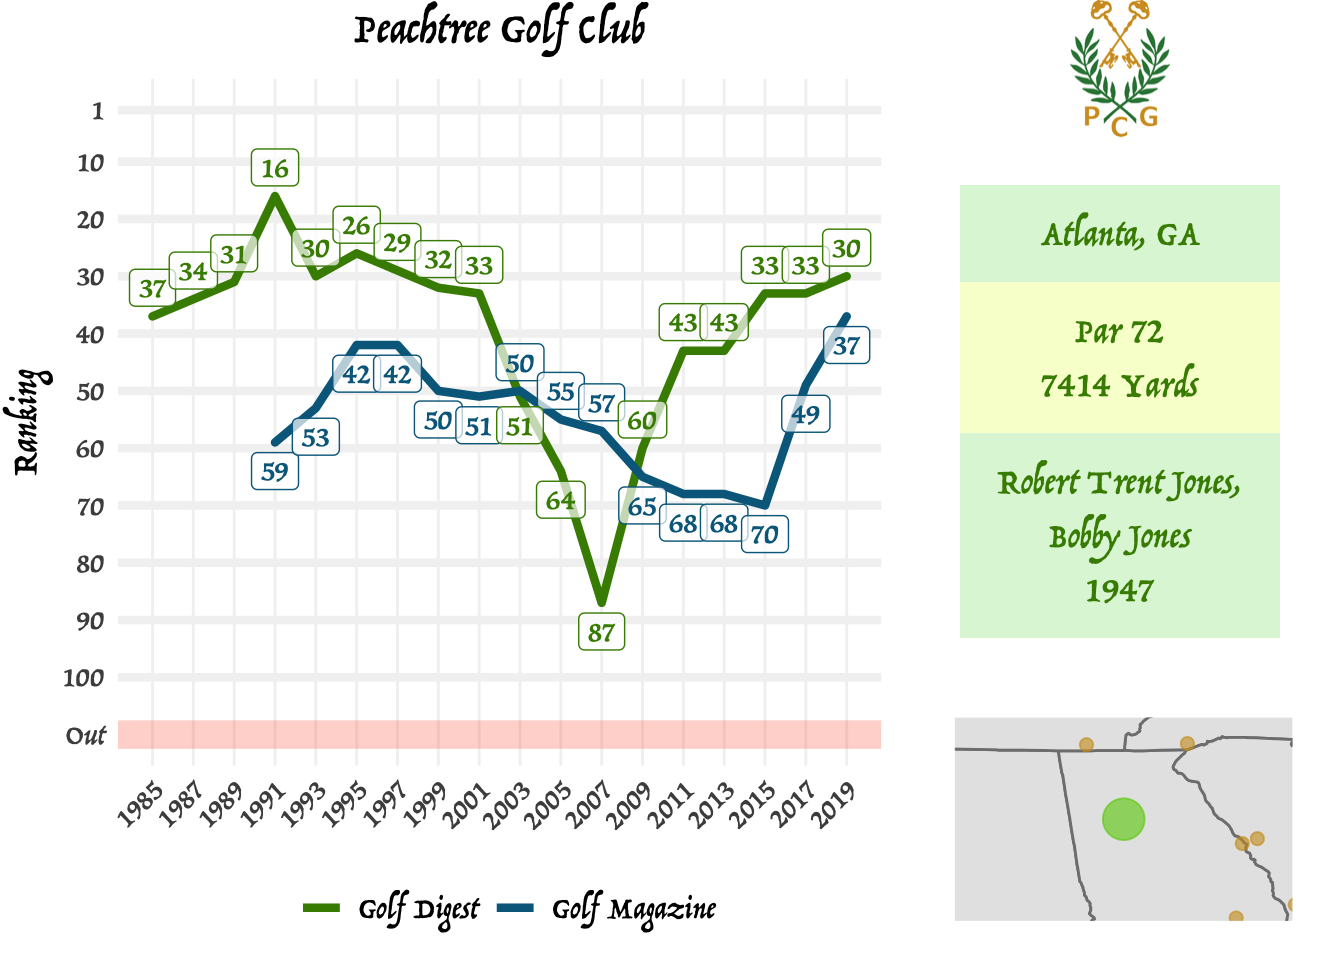 Peachtree Golf Club
P C G
Ranking
1
10
20
30
40
50
60
70
80
90
100
Out
37 34 31 16 30 26 29 32 33 51 64 87 60 43 43 33 33 30
59 53 42 42 50 51 50 55 57 65 68 68 70 49 37
1985 1987 1989 1991 1993 1995 1997 1999 2001 2003 2005 2007 2009 2011 2013 2015 2017 2019
Golf Digest Golf Magazine
Atlanta, GA
Par 72
7414 Yards
Robert Trent Jones,
Bobby Jones
1947